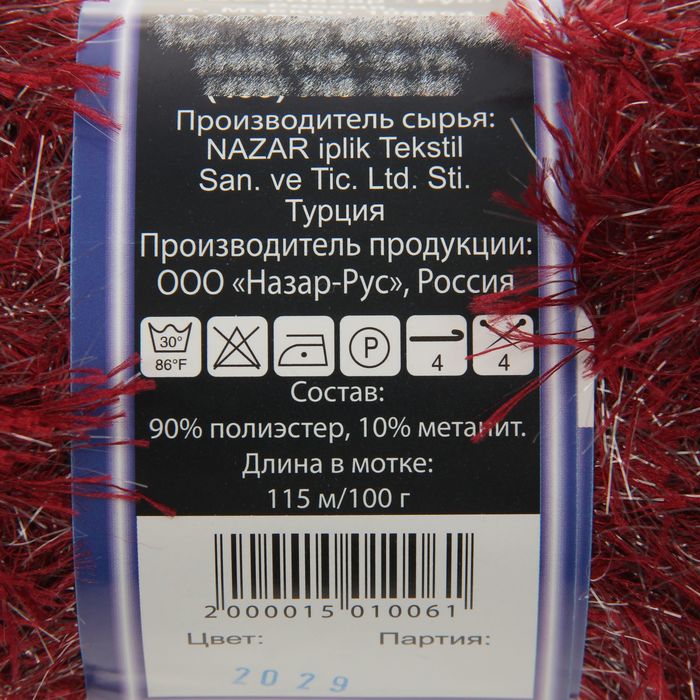 Производитель сырья:
NAZAR iplik Tekstil
San. ve Tic. Ltd. Sti.
Турция
Производитель продукции:
ООО «Назар-Рус», Россия
30°
86°F
P
4
4
Состав:
90% полиэстер, 10% метанит.
Длина в мотке:
115 м/100 г
2000015010061
Цвет: Партия:
2029